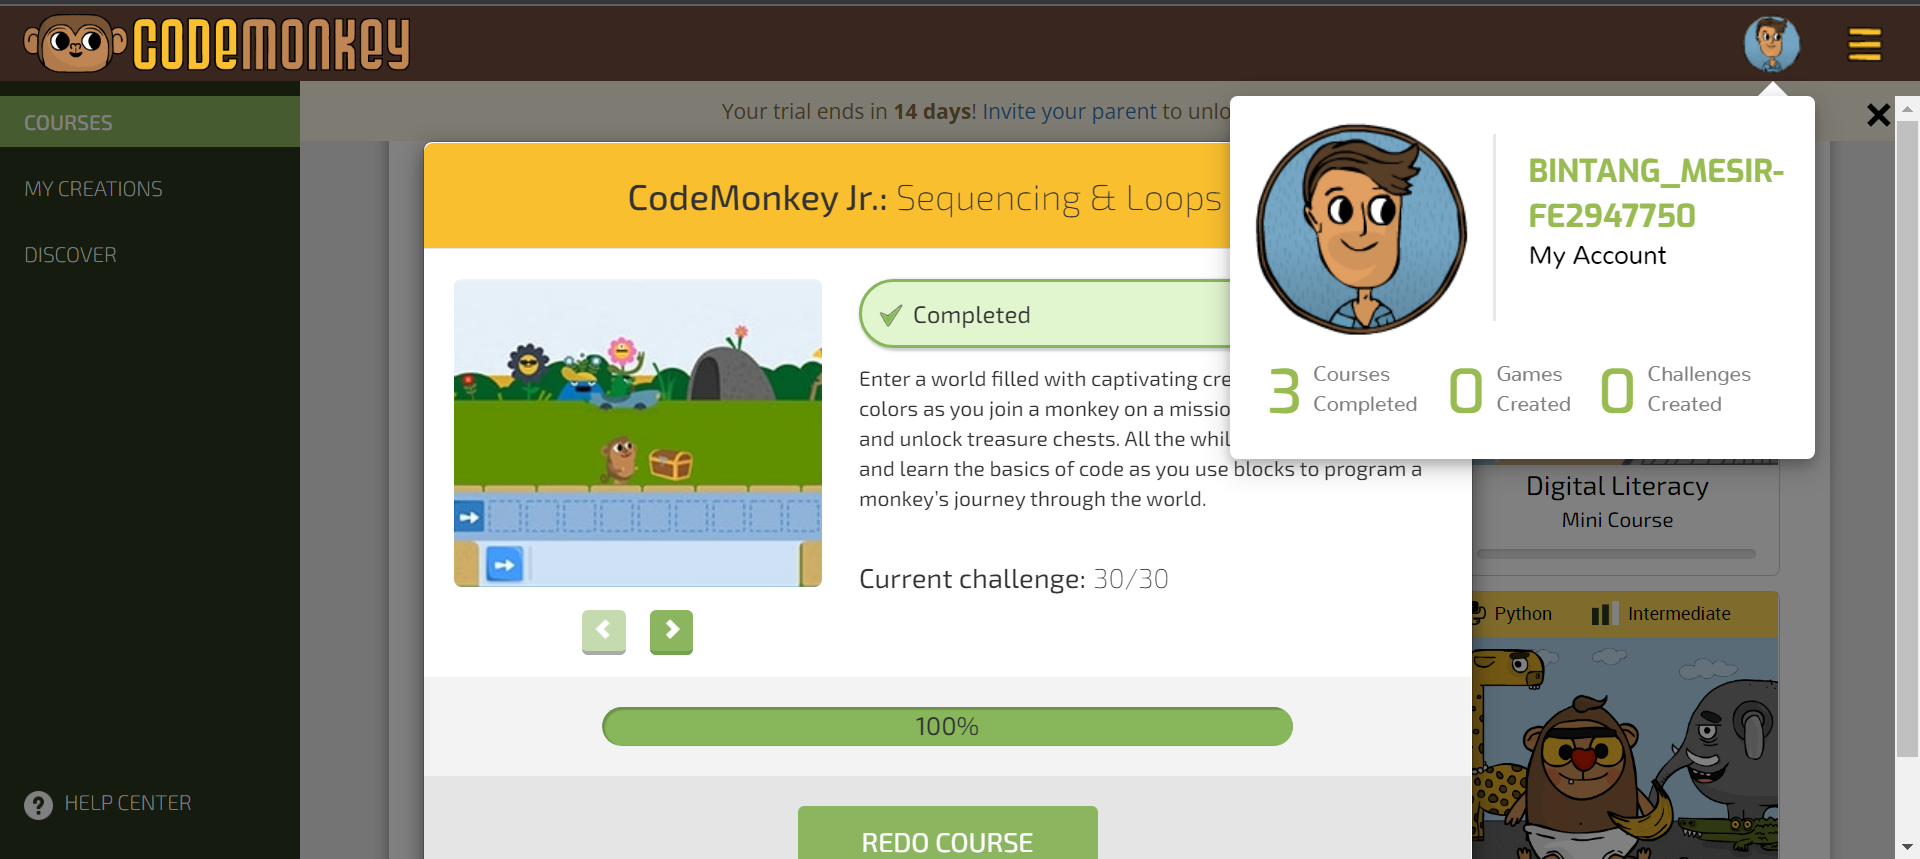 CODEMONKEY
COURSES
MY CREATIONS
DISCOVER
HELP CENTER
Your trial ends in 14 days! Invite your parent to unlo
CodeMonkey Jr.: Sequencing & Loops
Completed
Enter a world filled with captivating cre
colors as you join a monkey on a missio
and unlock treasure chests. All the whil
and learn the basics of code as you use blocks to program a
monkey’s journey through the world.
Current challenge: 30/30
100%
REDO COURSE
BINTANG_MESIR-
FE2947750
My Account
3 Courses Completed
0 Games Created
0 Challenges Created
Digital Literacy
Mini Course
Python
Intermediate